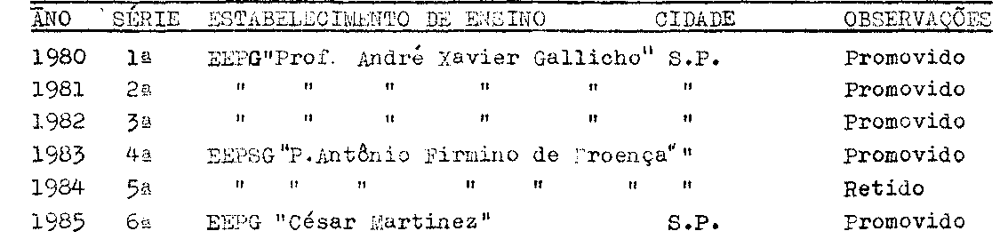 ANO SÉRIE ESTABELECIMENTO DE ENSINO CIDADE OBSERVAÇÕES
1980 1ª EEPG"Prof. André Xavier Gallicho" S.P. Promovido
1981 2ª " " " " " " Promovido
1982 3ª " " " " " " Promovido
1983 4ª EEPSG"P.Antônio Firmino de Proença"" Promovido
1984 5ª " " " " " " " Retido
1985 6ª EEPG "César Martinez" S.P. Promovido